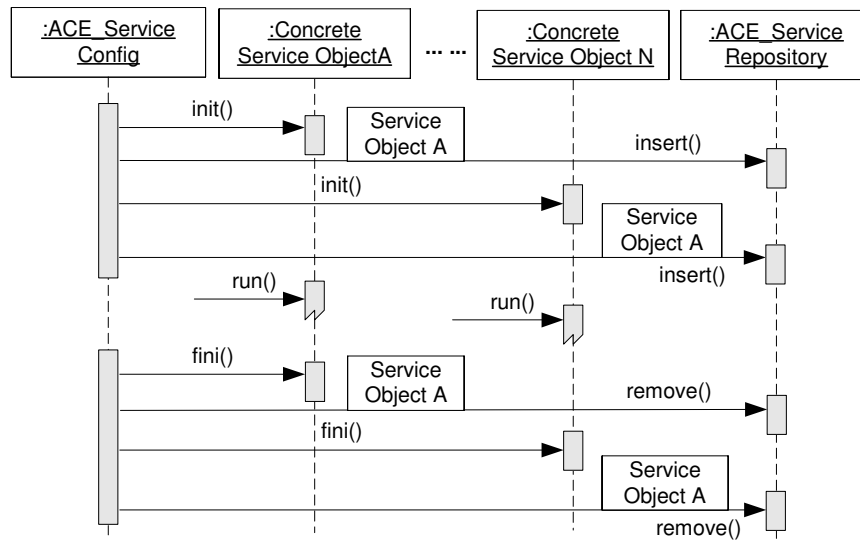 :ACE_Service
Config
:Concrete
Service ObjectA
... ...
:Concrete
Service Object N
:ACE_Service
Repository
init()
Service
Object A
insert()
init()
Service
Object A
insert()
run()
run()
fini()
Service
Object A
remove()
fini()
Service
Object A
remove()